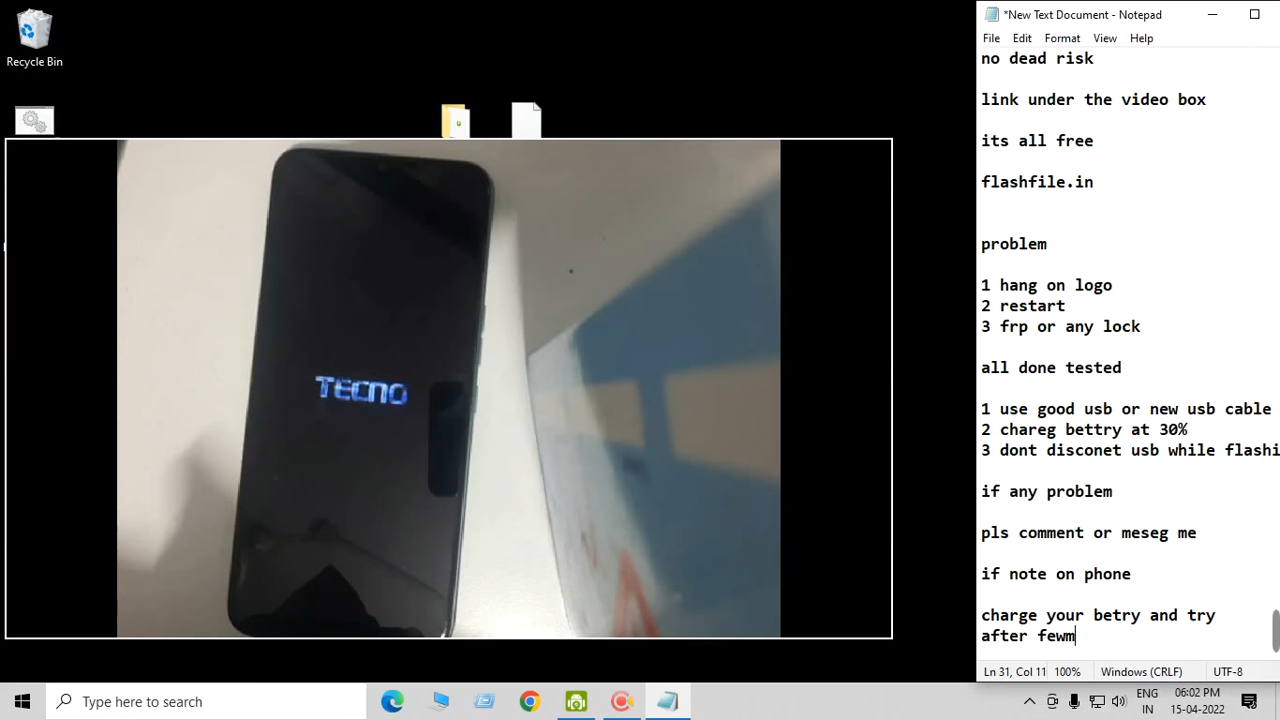 Recycle Bin
*New Text Document - Notepad
File Edit Format View Help
no dead risk
link under the video box
its all free
flashfile.in
problem
1 hang on logo
2 restart
3 frp or any lock
all done tested
1 use good usb or new usb cable
2 chareg bettry at 30%
3 dont disconet usb while flashi
if any problem
pls comment or meseg me
if note on phone
charge your betry and try
after fewm
TECNO
Ln 31, Col 11 100% Windows (CRLF) UTF-8
Type here to search
ENG
IN
06:02 PM
15-04-2022